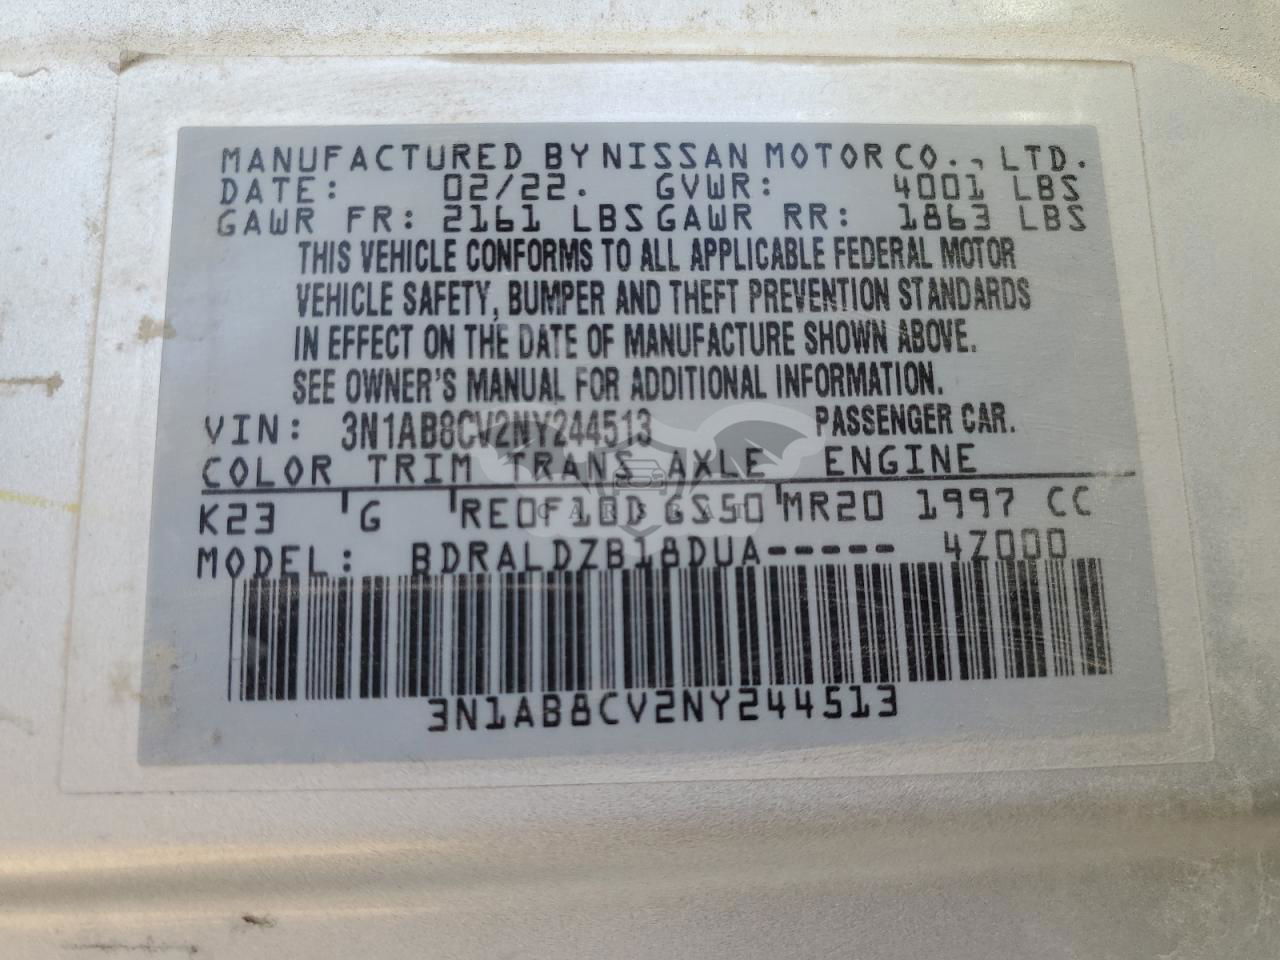 MANUFACTURED BY NISSAN MOTOR CO., LTD.
DATE: 02/22. GVWR: 4001 LBS
GAWR FR: 2161 LBS GAWR RR: 1863 LBS
THIS VEHICLE CONFORMS TO ALL APPLICABLE FEDERAL MOTOR
VEHICLE SAFETY, BUMPER AND THEFT PREVENTION STANDARDS
IN EFFECT ON THE DATE OF MANUFACTURE SHOWN ABOVE.
SEE OWNER'S MANUAL FOR ADDITIONAL INFORMATION.
VIN: 3N1AB8CV2NY244513 PASSENGER CAR.
COLOR TRIM TRANS AXLE ENGINE
K23 G RE0F10D GS50 MR20 1997 CC
MODEL: BDRALDZB18DUA----- 4Z000
3N1AB8CV2NY244513